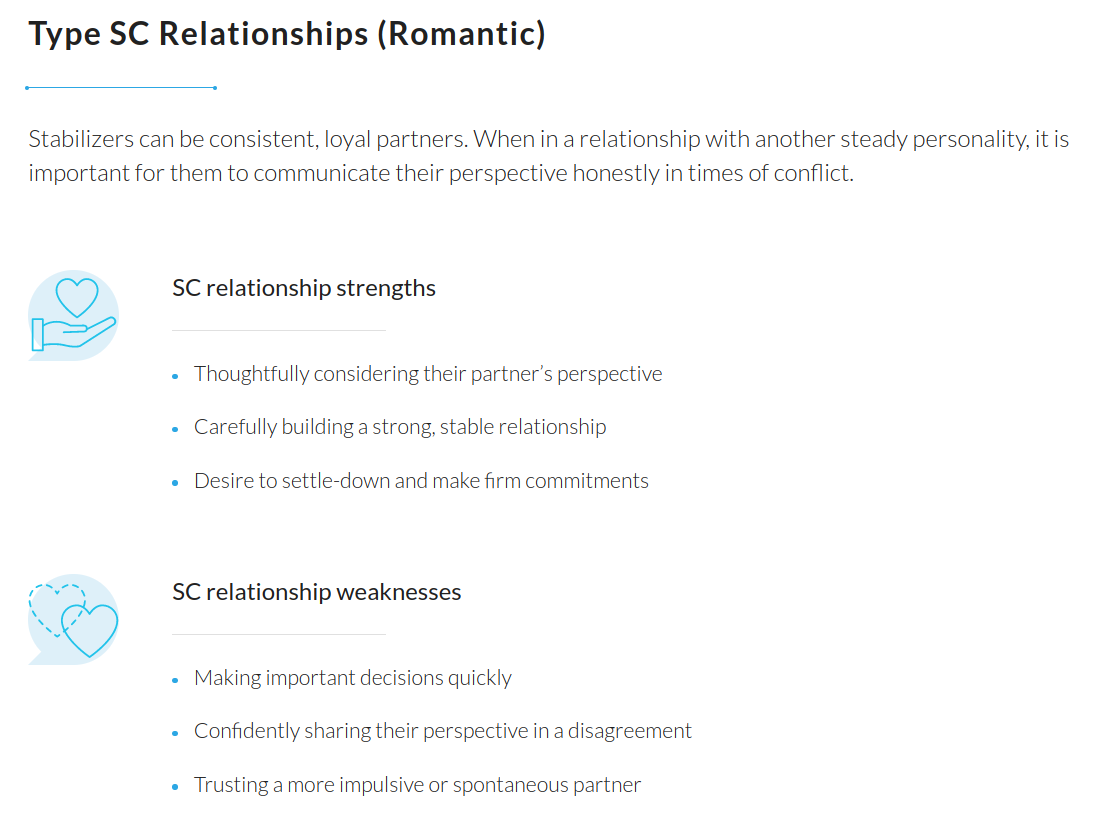 Type SC Relationships (Romantic)
Stabilizers can be consistent, loyal partners. When in a relationship with another steady personality, it is
important for them to communicate their perspective honestly in times of conflict.
SC relationship strengths
Thoughtfully considering their partner’s perspective
Carefully building a strong, stable relationship
Desire to settle-down and make firm commitments
SC relationship weaknesses
Making important decisions quickly
Confidently sharing their perspective in a disagreement
Trusting a more impulsive or spontaneous partner